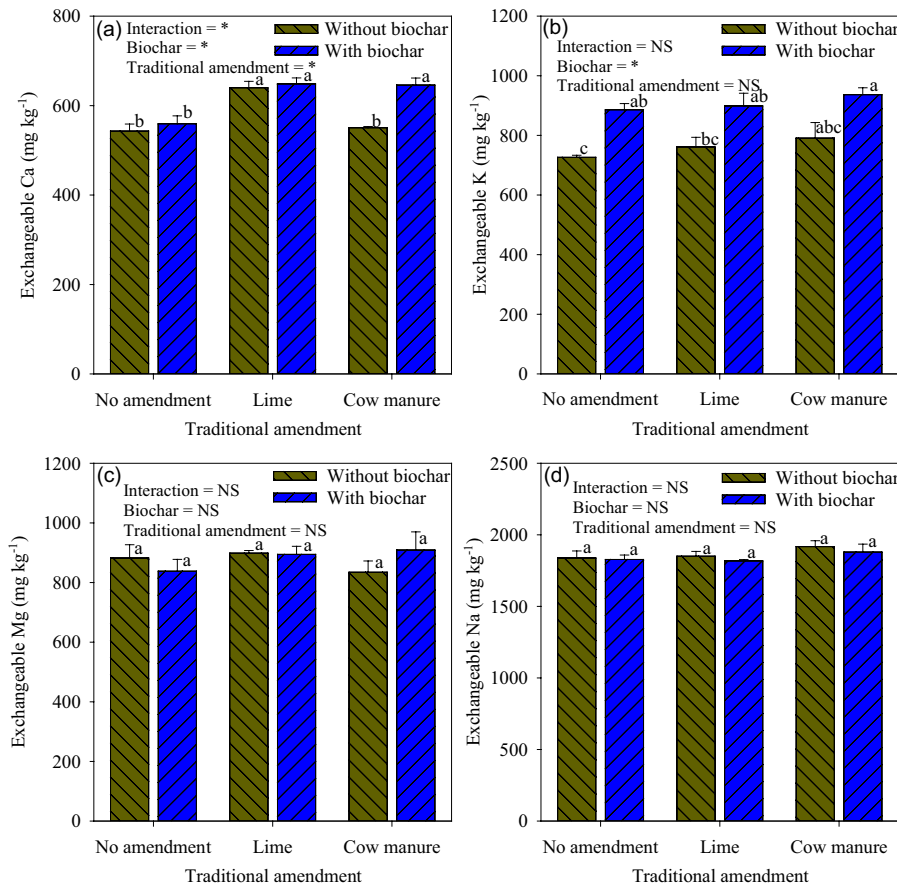 (a)
Interaction = *
Biochar = *
Traditional amendment = *
Without biochar
With biochar
800
600
400
200
0
Exchangeable Ca (mg kg-1)
b
b
a
a
b
a
No amendment
Lime
Cow manure
Traditional amendment
(b)
Interaction = NS
Biochar = *
Traditional amendment = NS
Without biochar
With biochar
1200
1000
800
600
400
200
0
Exchangeable K (mg kg-1)
c
ab
bc
ab
abc
a
No amendment
Lime
Cow manure
Traditional amendment
(c)
Interaction = NS
Biochar = NS
Traditional amendment = NS
Without biochar
With biochar
1200
1000
800
600
400
200
0
Exchangeable Mg (mg kg-1)
a
a
a
a
a
a
No amendment
Lime
Cow manure
Traditional amendment
(d)
Interaction = NS
Biochar = NS
Traditional amendment = NS
Without biochar
With biochar
2500
2000
1500
1000
500
0
Exchangeable Na (mg kg-1)
a
a
a
a
a
a
No amendment
Lime
Cow manure
Traditional amendment